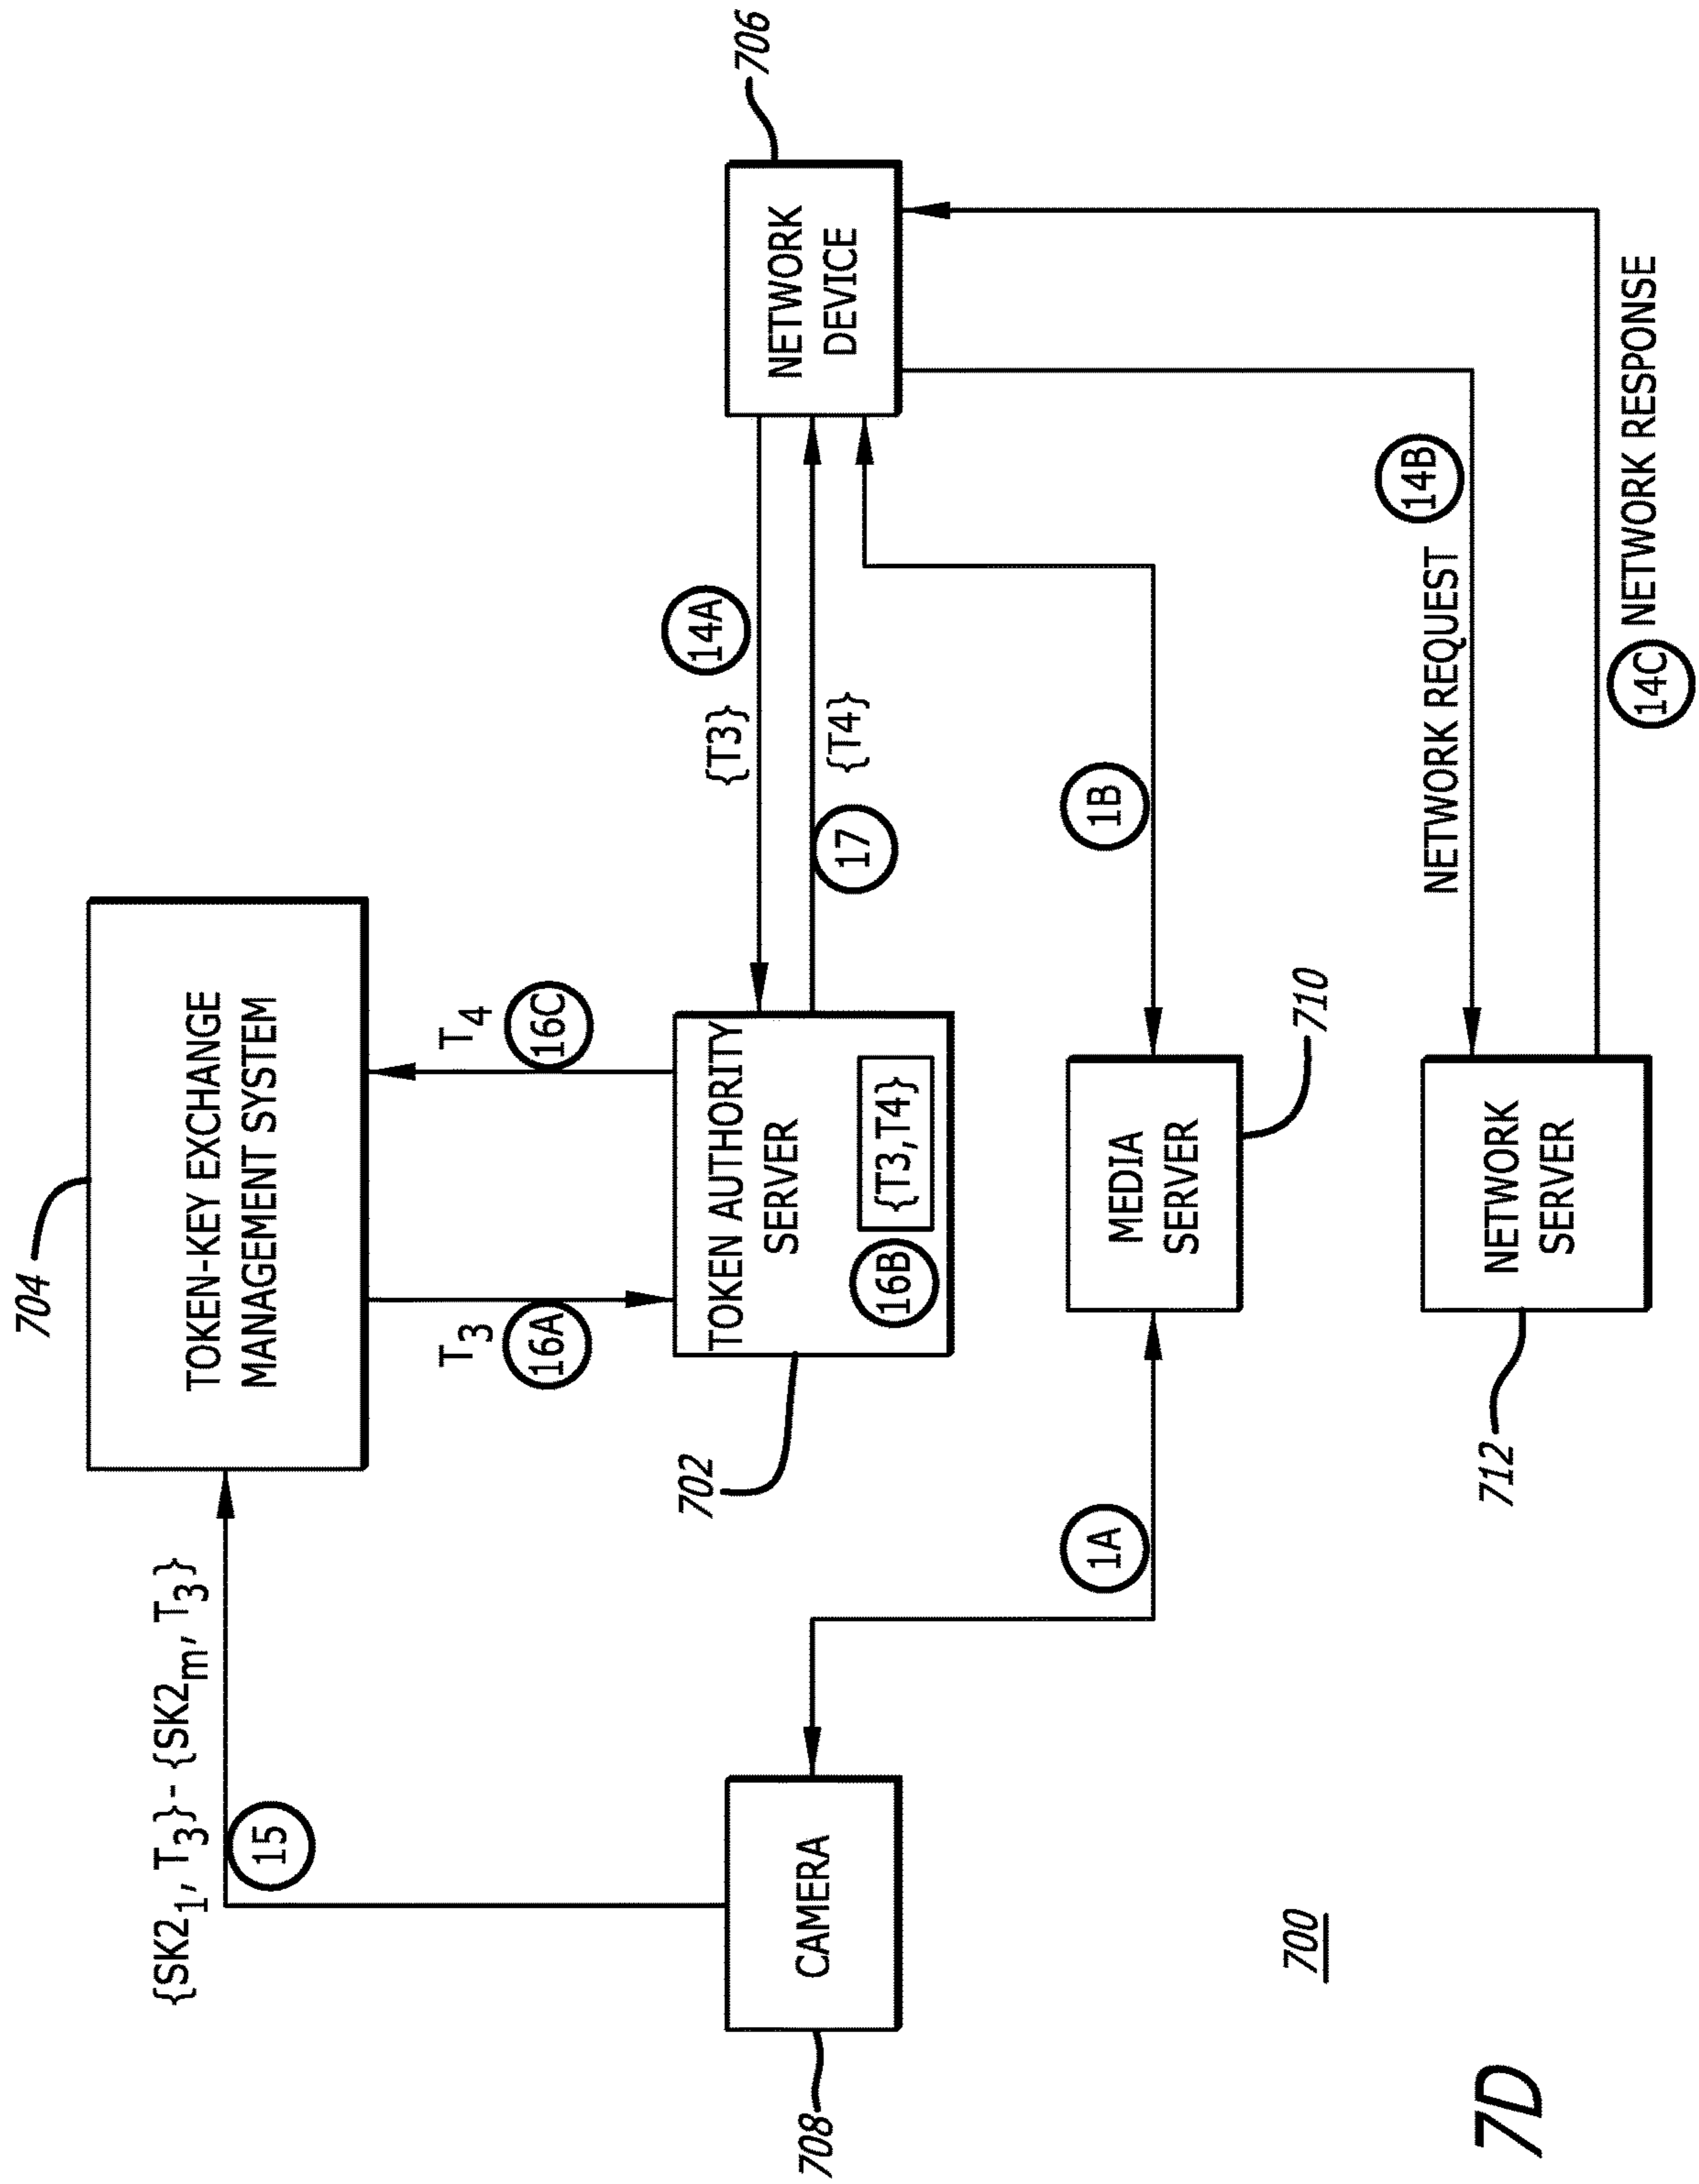 704
TOKEN-KEY EXCHANGE
MANAGEMENT SYSTEM
{SK2₁, T₃}-{SK2ₘ, T₃}
15
T₃
16A
T₄
16C
702
TOKEN AUTHORITY
SERVER
16B
{T3,T4}
{T3}
14A
17
{T4}
706
NETWORK
DEVICE
708
CAMERA
1A
MEDIA
SERVER
710
1B
712
NETWORK
SERVER
NETWORK REQUEST
14B
14C
NETWORK RESPONSE
700
7D